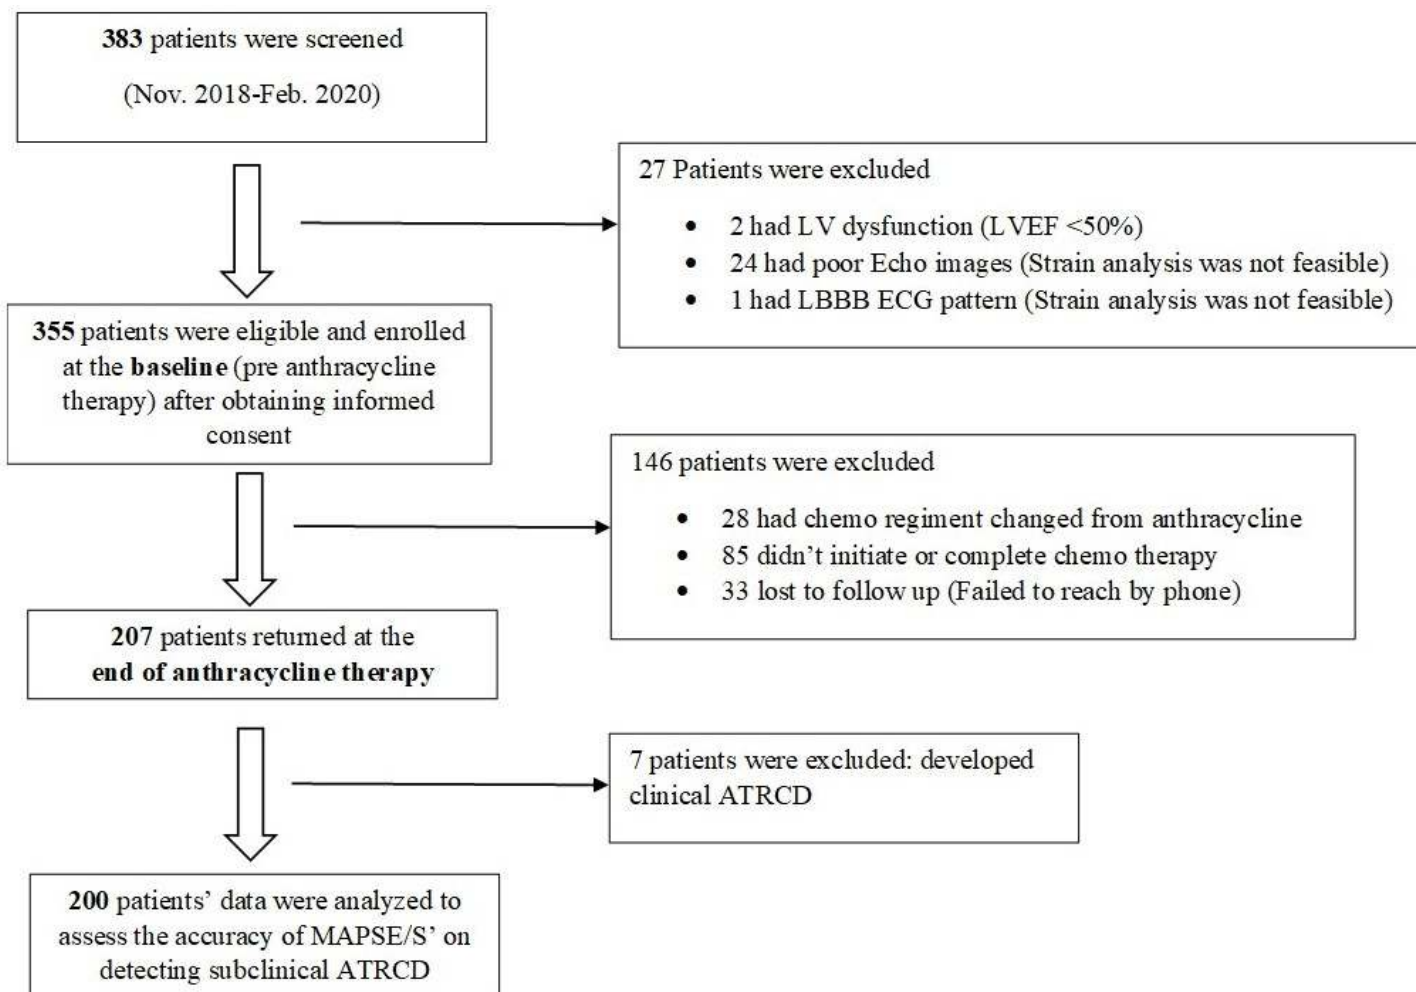 383 patients were screened
(Nov. 2018-Feb. 2020)
27 Patients were excluded
• 2 had LV dysfunction (LVEF <50%)
• 24 had poor Echo images (Strain analysis was not feasible)
• 1 had LBBB ECG pattern (Strain analysis was not feasible)
355 patients were eligible and enrolled
at the baseline (pre anthracycline
therapy) after obtaining informed
consent
146 patients were excluded
• 28 had chemo regiment changed from anthracycline
• 85 didn’t initiate or complete chemo therapy
• 33 lost to follow up (Failed to reach by phone)
207 patients returned at the
end of anthracycline therapy
7 patients were excluded: developed
clinical ATRCD
200 patients’ data were analyzed to
assess the accuracy of MAPSE/S’ on
detecting subclinical ATRCD